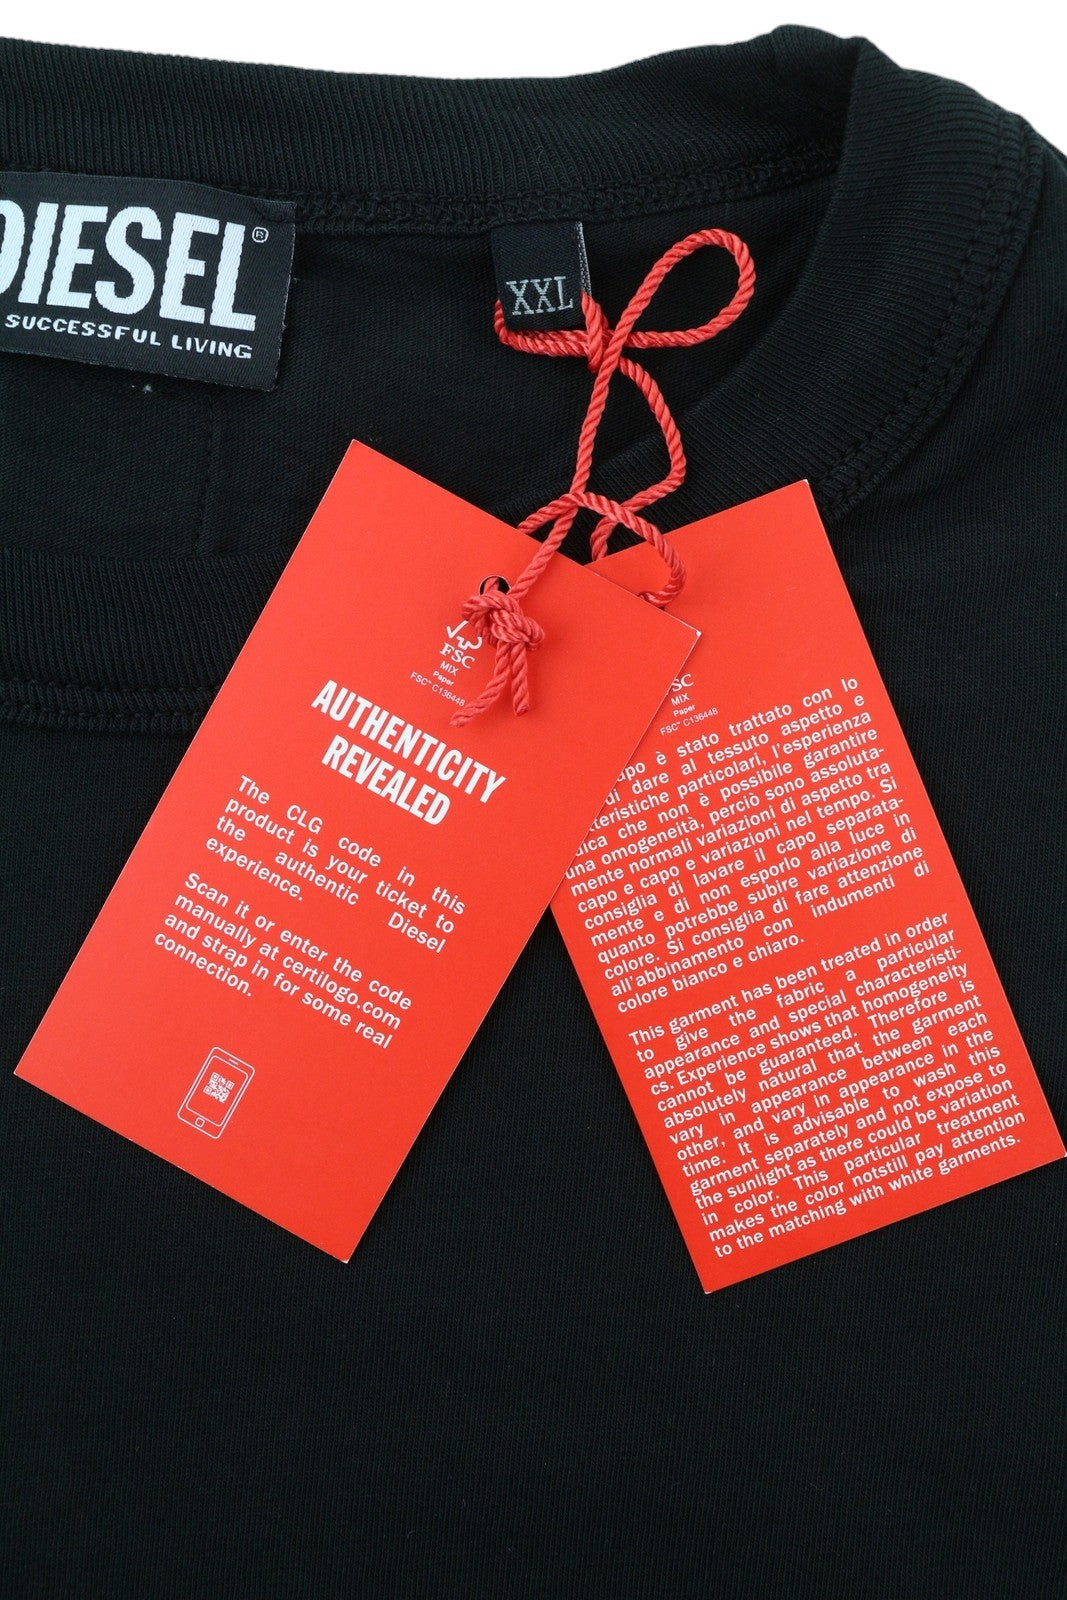 DIESEL®
SUCCESSFUL LIVING
XXL
FSC
MIX
Paper
FSC™ C136448
AUTHENTICITY
REVEALED
The CLG code in this
product is your ticket to
the authentic Diesel
experience.
Scan it or enter the code
manually at certilogo.com
and strap in for some real
connection.
SC
MIX
Paper
FSC™ C136448
apo è stato trattato con lo
di dare al tessuto aspetto e
teristiche particolari, l'esperienza
dica che non è possibile garantire
una omogeneità, perciò sono assoluta-
mente normali variazioni di aspetto tra
capo e capo e variazioni nel tempo. Si
consiglia di lavare il capo separata-
mente e di non esporlo alla luce in
quanto potrebbe subire variazione di
colore. Si consiglia di fare attenzione
all'abbinamento con indumenti di
colore bianco e chiaro.
This garment has been treated in order
to give the fabric a particular
appearance and special characteristi-
cs. Experience shows that homogeneity
cannot be guaranteed. Therefore is
absolutely natural that the garment
vary in appearance between each
other, and vary in appearance in the
time. It is advisable to wash this
garment separately and not expose to
the sunlight as there could be variation
in color. This particular treatment
makes the color notstill pay attention
to the matching with white garments.